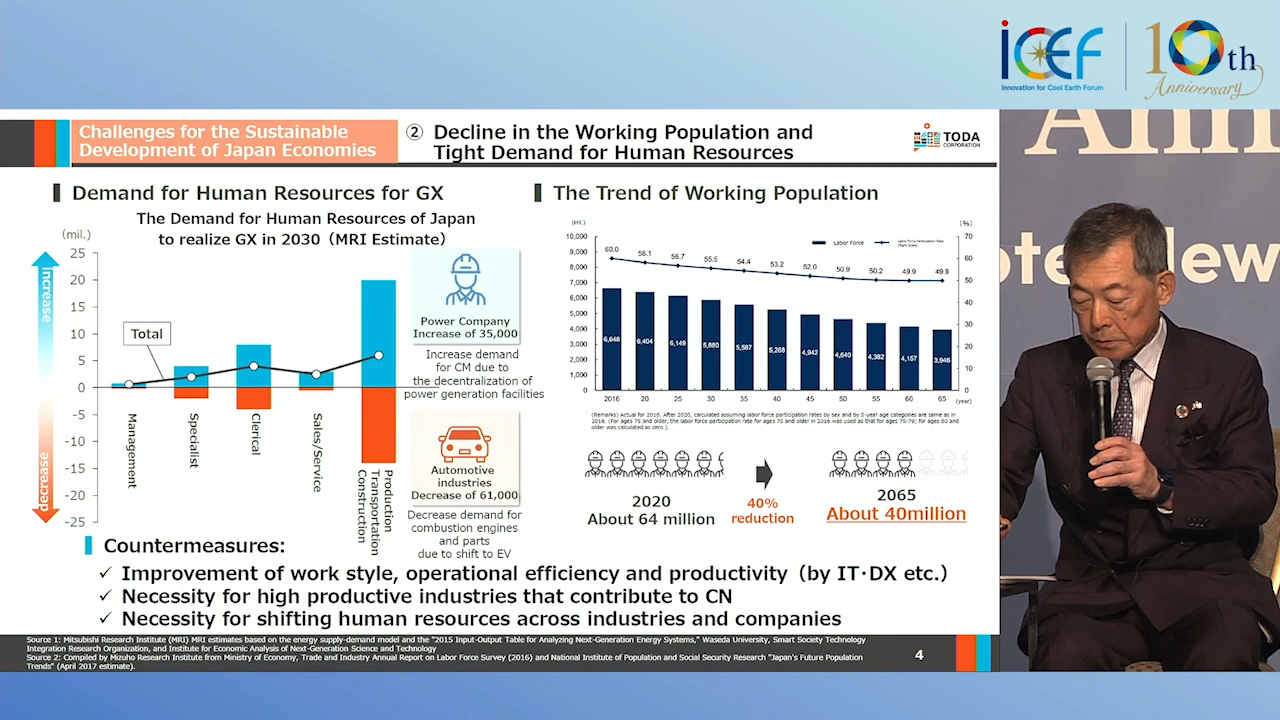 iCEF
Innovation for Cool Earth Forum
10th
Anniversary
Challenges for the Sustainable
Development of Japan Economies
② Decline in the Working Population and
Tight Demand for Human Resources
TODA
CORPORATION
Demand for Human Resources for GX
The Demand for Human Resources of Japan
to realize GX in 2030（MRI Estimate）
（mil.）
increase
decrease
25
20
15
10
5
0
-5
-10
-15
-20
-25
Total
Management
Specialist
Clerical
Sales/Service
Production
Transportation
Construction
Power Company
Increase of 35,000
Increase demand
for CM due to
the decentralization of
power generation facilities
Automotive
industries
Decrease of 61,000
Decrease demand for
combustion engines
and parts
due to shift to EV
The Trend of Working Population
(Mil.)
(%)
Labor Force
Labor Force Participation Rate
(Right Scale)
10,000
9,000
8,000
7,000
6,000
5,000
4,000
3,000
2,000
1,000
0
70
60
50
40
30
20
10
0
60.0 58.1 56.7 55.5 54.4 53.2 52.0 50.9 50.2 49.9 49.9
6,648 6,404 6,149 5,880 5,587 5,268 4,942 4,640 4,382 4,157 3,946
2016 20 25 30 35 40 45 50 55 60 65 (year)
(Remarks) Actual for 2016. After 2020, calculated assuming labor force participation rates by sex and by 5-year age categories are same as in
2016. (For ages 75 and older, the labor force participation rate for ages 75 and older in 2016 was used as that for ages 75-79; for ages 80 and
older was calculated as zero.).
2020
About 64 million
40%
reduction
2065
About 40million
Countermeasures:
✓ Improvement of work style, operational efficiency and productivity（by IT･DX etc.）
✓ Necessity for high productive industries that contribute to CN
✓ Necessity for shifting human resources across industries and companies
Source 1: Mitsubishi Research Institute (MRI) MRI estimates based on the energy supply-demand model and the "2015 Input-Output Table for Analyzing Next-Generation Energy Systems," Waseda University, Smart Society Technology
Integration Research Organization, and Institute for Economic Analysis of Next-Generation Science and Technology
Source 2: Compiled by Mizuho Research Institute from Ministry of Economy, Trade and Industry Annual Report on Labor Force Survey (2016) and National Institute of Population and Social Security Research "Japan's Future Population
Trends" (April 2017 estimate).
4